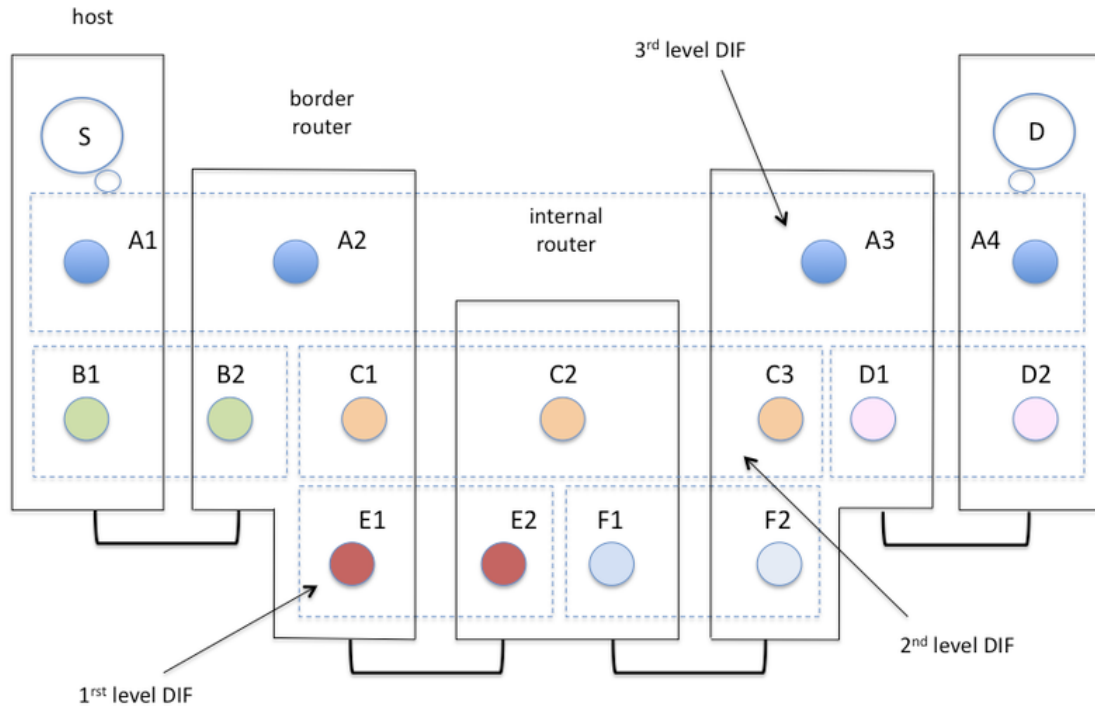 host
3rd level DIF
border
router
S
D
internal
router
A1
A2
A3
A4
B1
B2
C1
C2
C3
D1
D2
E1
E2
F1
F2
2nd level DIF
1rst level DIF